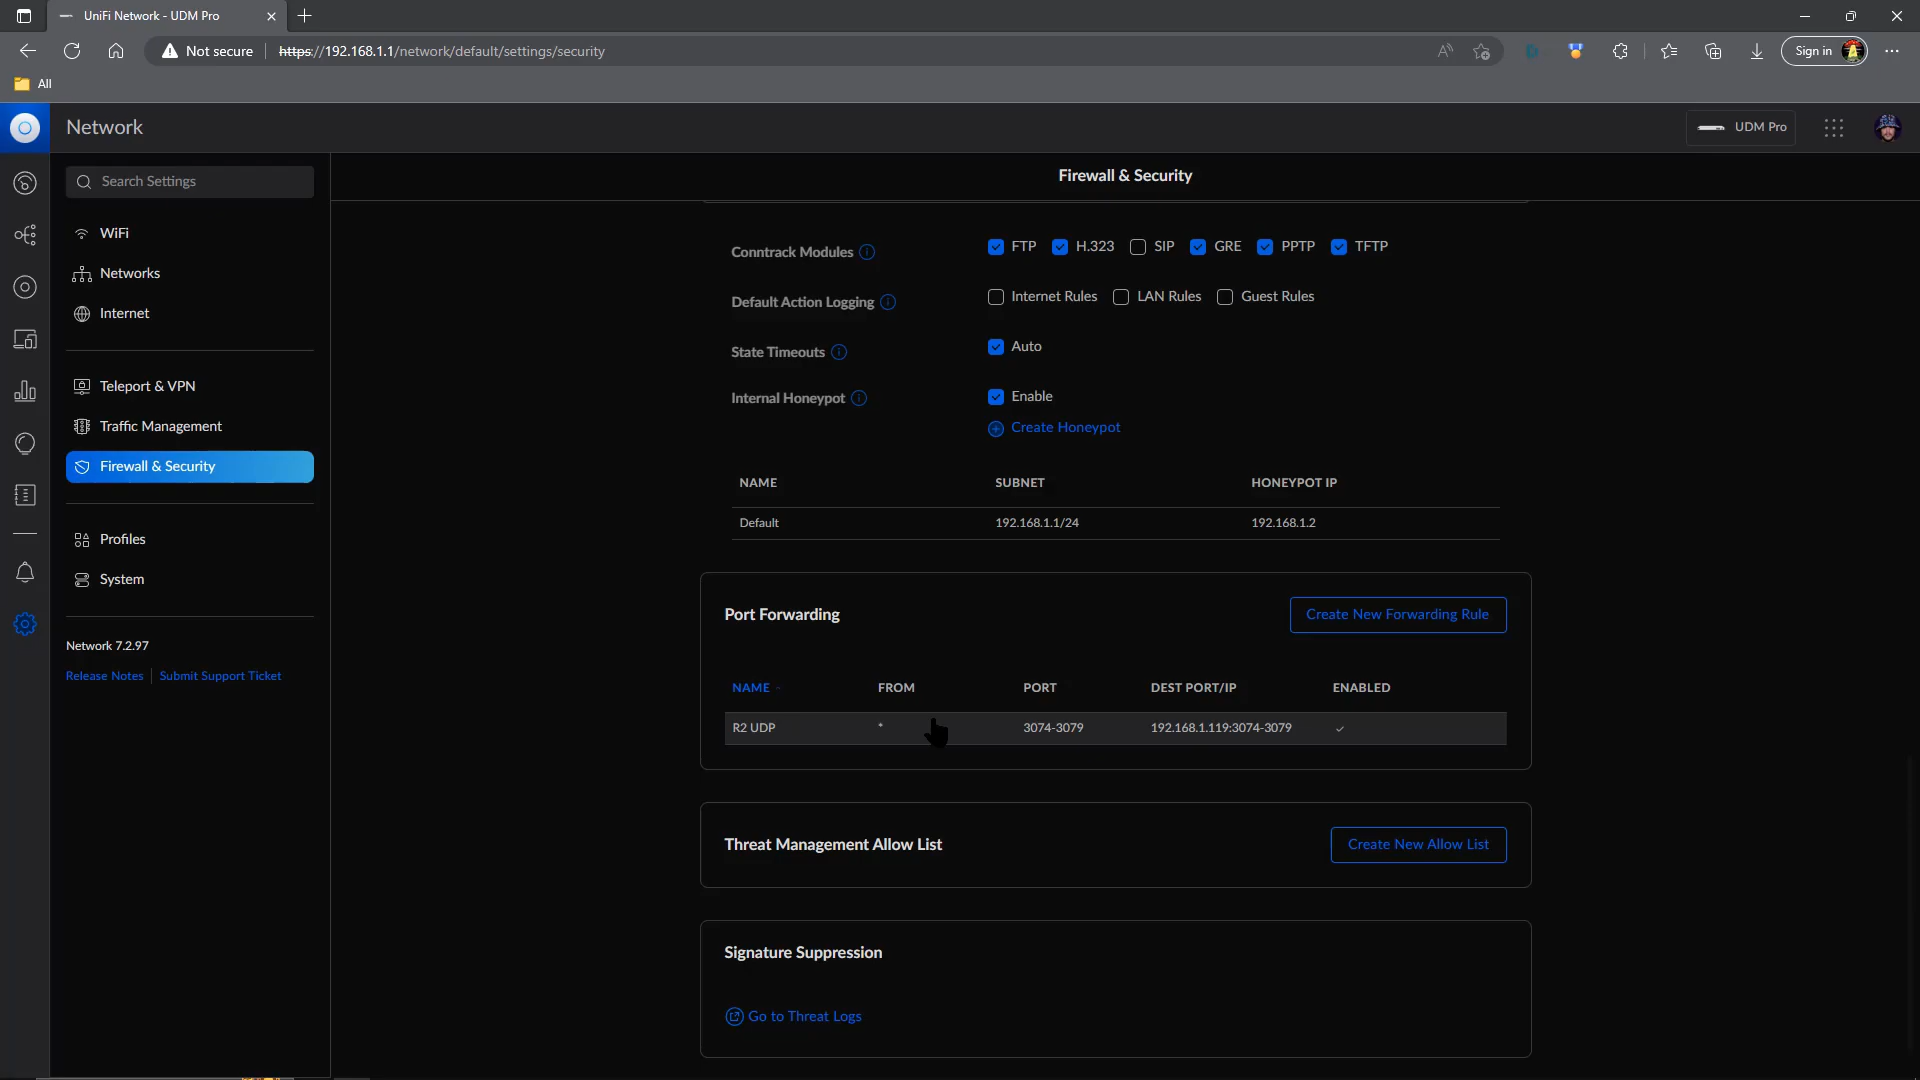 UniFi Network - UDM Pro
Not secure
https://192.168.1.1/network/default/settings/security
Sign in
All
Network
UDM Pro
Search Settings
Firewall & Security
WiFi
Networks
Internet
Teleport & VPN
Traffic Management
Firewall & Security
Profiles
System
Network 7.2.97
Release Notes
Submit Support Ticket
Conntrack Modules
FTP H.323 SIP GRE PPTP TFTP
Default Action Logging
Internet Rules LAN Rules Guest Rules
State Timeouts
Auto
Internal Honeypot
Enable
Create Honeypot
NAME SUBNET HONEYPOT IP
Default 192.168.1.1/24 192.168.1.2
Port Forwarding
Create New Forwarding Rule
NAME FROM PORT DEST PORT/IP ENABLED
R2 UDP * 3074-3079 192.168.1.119:3074-3079
Threat Management Allow List
Create New Allow List
Signature Suppression
Go to Threat Logs